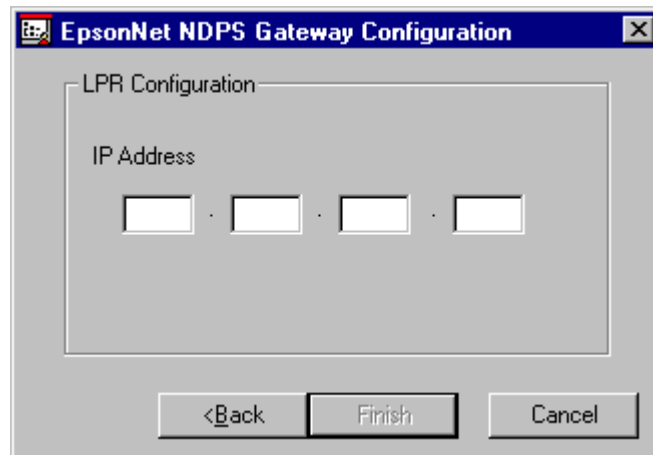 EpsonNet NDPS Gateway Configuration
LPR Configuration
IP Address
. . .
<Back Finish Cancel